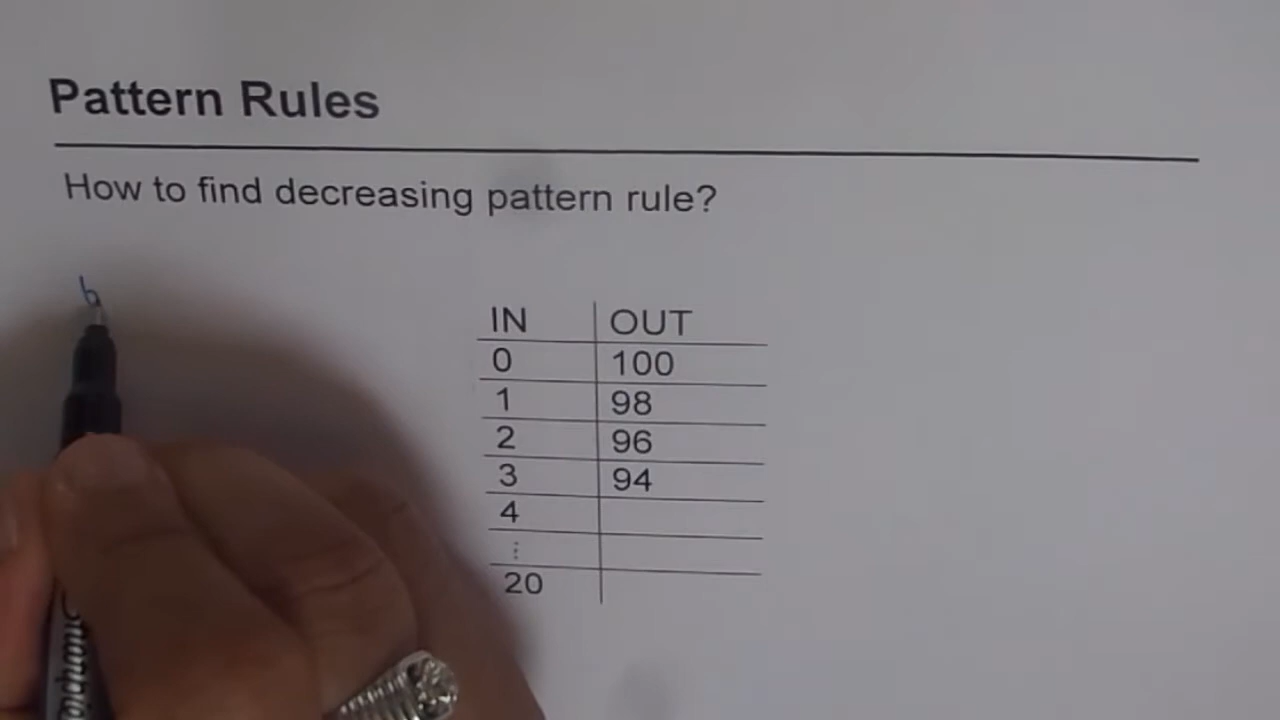 Pattern Rules
How to find decreasing pattern rule?
IN OUT
0 100
1 98
2 96
3 94
4
⋮
20